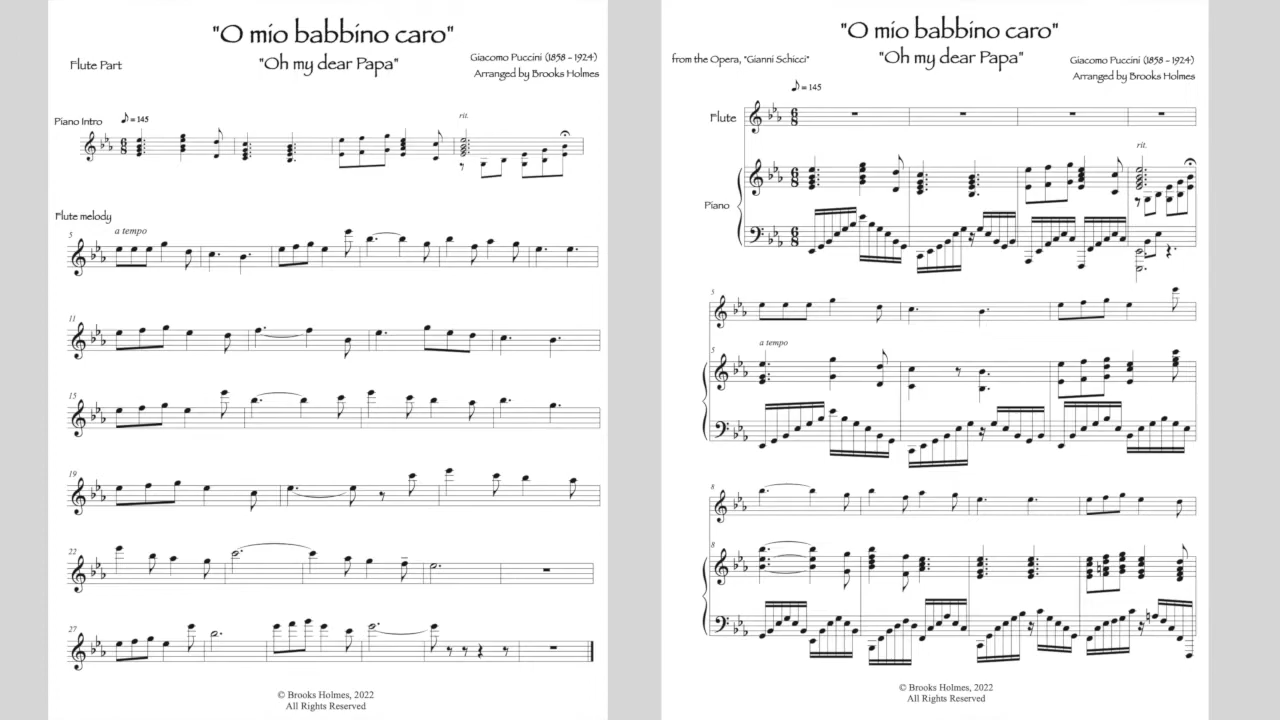 "O mio babbino caro"
"Oh my dear Papa"
Flute Part
Giacomo Puccini (1858 - 1924)
Arranged by Brooks Holmes
Piano Intro
♪ = 145
rit.
Flute melody
5
a tempo
11
15
19
22
27
© Brooks Holmes, 2022
All Rights Reserved
"O mio babbino caro"
from the Opera, "Gianni Schicci"
"Oh my dear Papa"
Giacomo Puccini (1858 - 1924)
Arranged by Brooks Holmes
♪ = 145
Flute
rit.
Piano
5
5
a tempo
8
8
© Brooks Holmes, 2022
All Rights Reserved